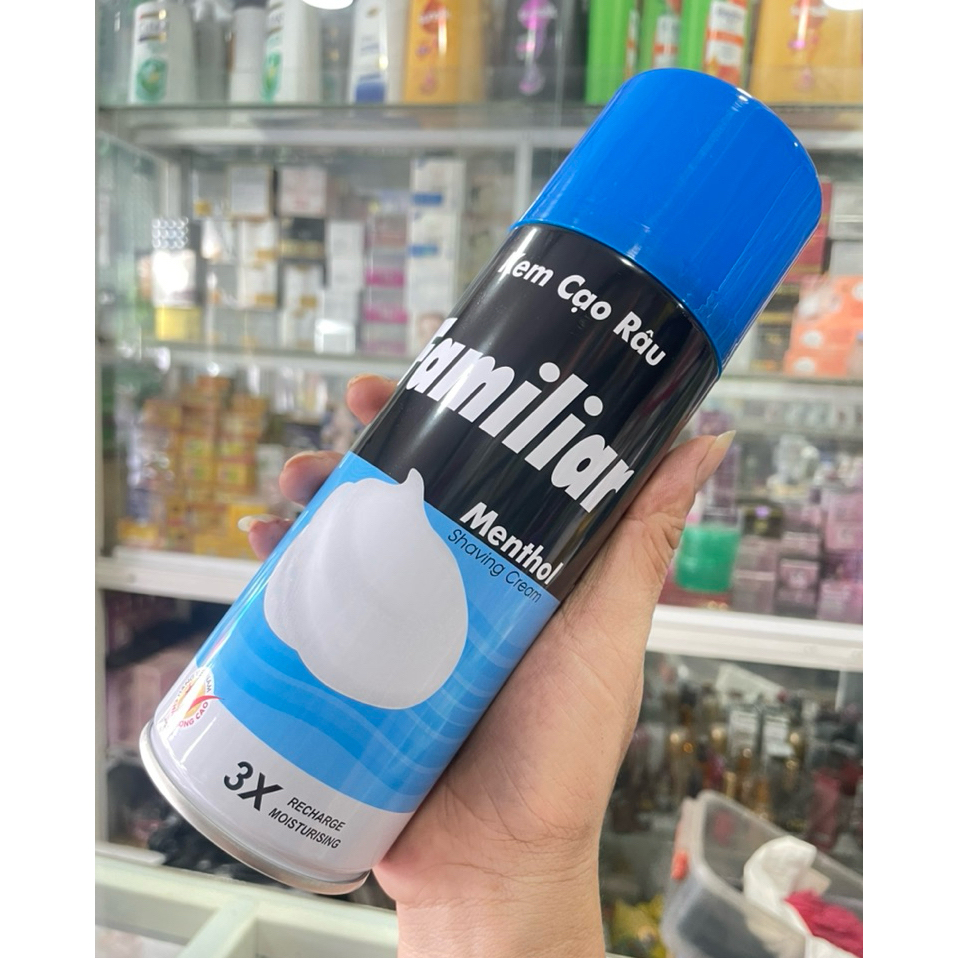 Kem Cạo Râu
Familiar
Menthol
Shaving Cream
3X RECHARGE
MOISTURISING